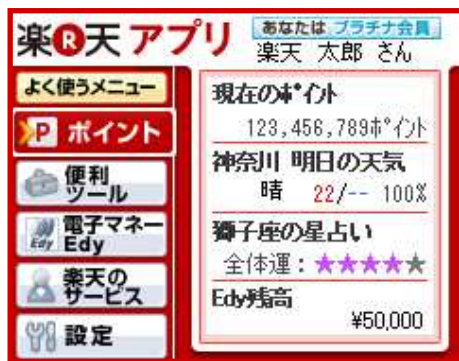 楽R天 アプリ
あなたは プラチナ会員
楽天 太郎 さん
よく使うメニュー
P ポイント
便利
ツール
電子マネー
Edy
Edy
楽天の
サービス
設定
現在のﾎﾟｲﾝﾄ
123,456,789ﾎﾟｲﾝﾄ
神奈川 明日の天気
晴 22/-- 100%
獅子座の星占い
全体運：★★★★★
Edy残高
¥50,000